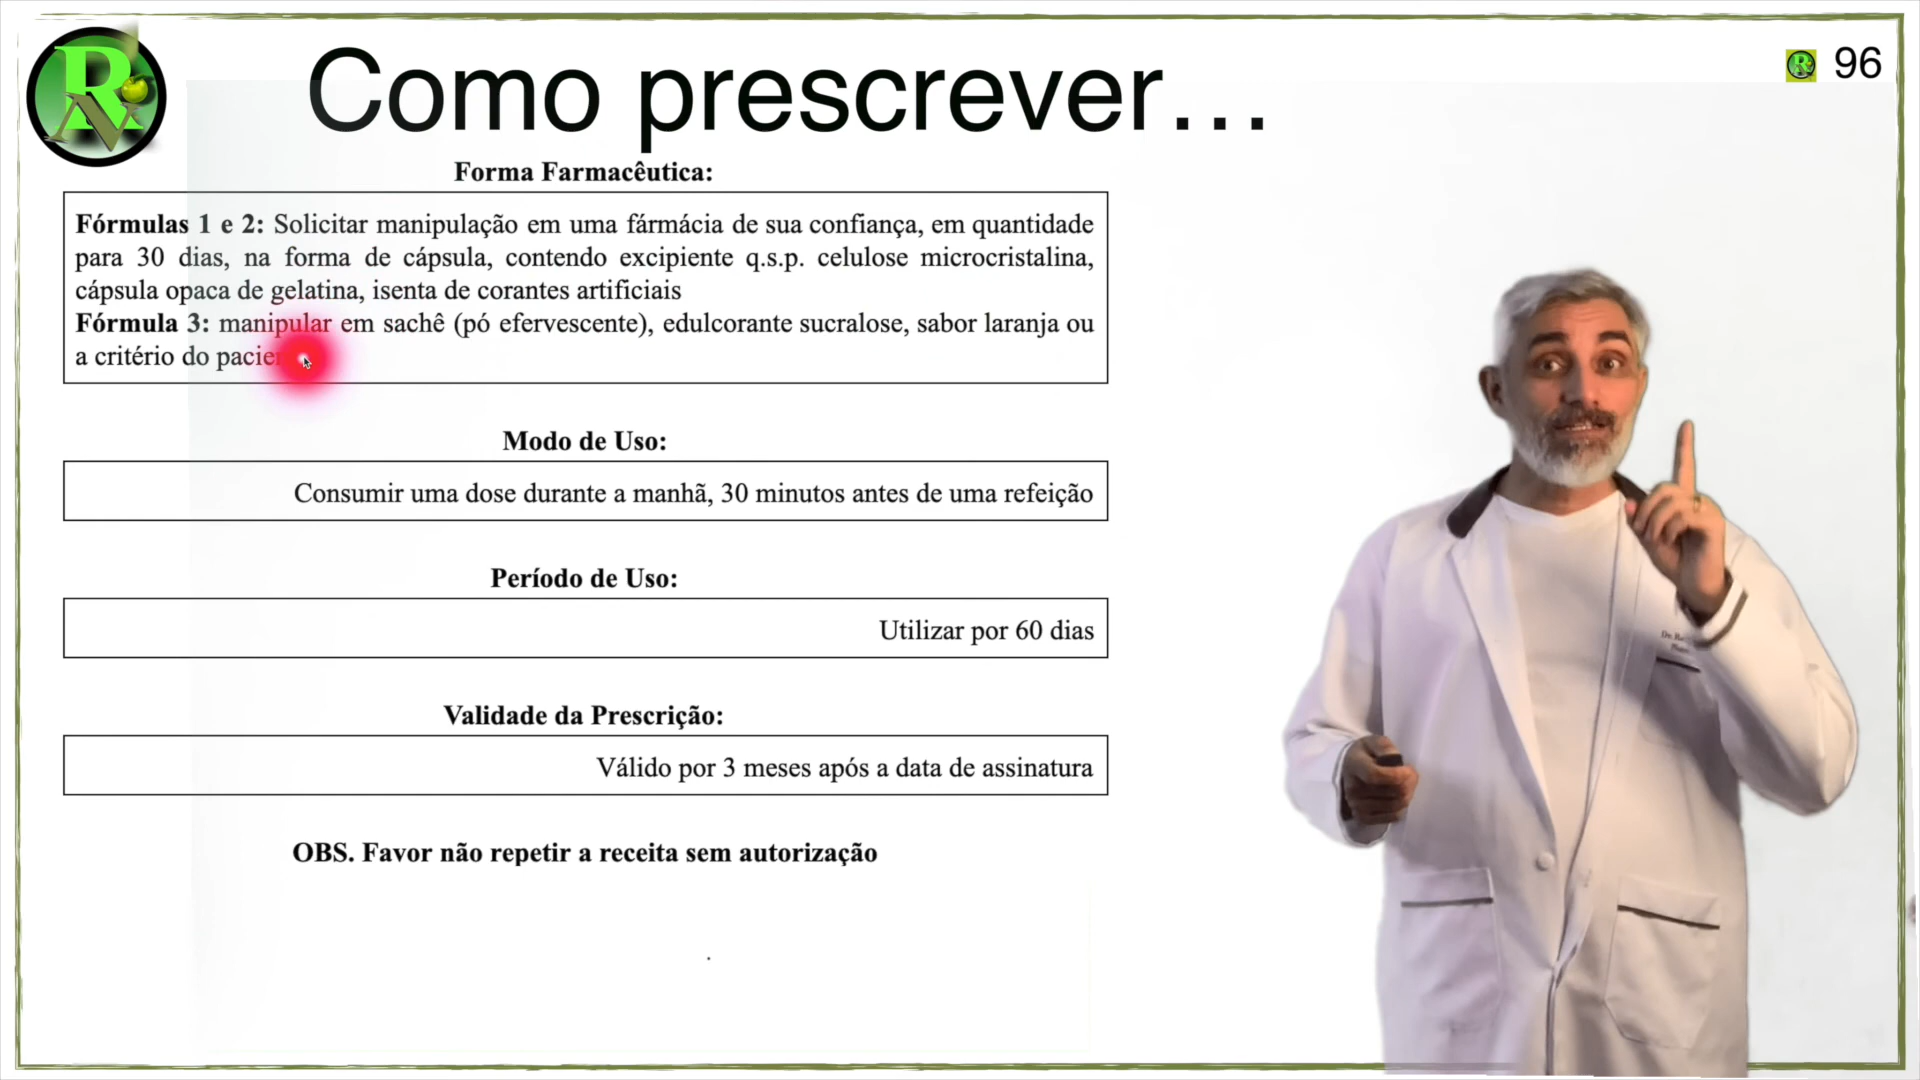 Como prescrever…
96
Forma Farmacêutica:
Fórmulas 1 e 2: Solicitar manipulação em uma fármácia de sua confiança, em quantidade
para 30 dias, na forma de cápsula, contendo excipiente q.s.p. celulose microcristalina,
cápsula opaca de gelatina, isenta de corantes artificiais
Fórmula 3: manipular em sachê (pó efervescente), edulcorante sucralose, sabor laranja ou
a critério do
Modo de Uso:
Consumir uma dose durante a manhã, 30 minutos antes de uma refeição
Período de Uso:
Utilizar por 60 dias
Validade da Prescrição:
Válido por 3 meses após a data de assinatura
OBS. Favor não repetir a receita sem autorização